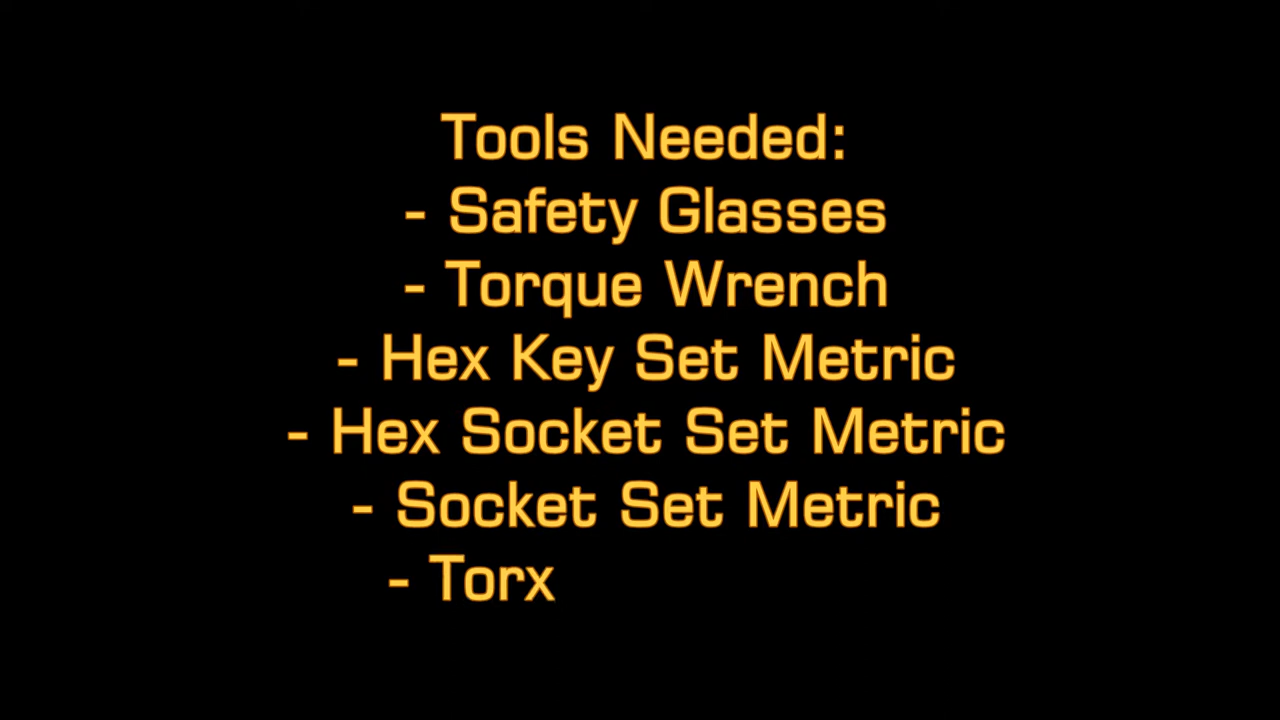 Tools Needed:
- Safety Glasses
- Torque Wrench
- Hex Key Set Metric
- Hex Socket Set Metric
- Socket Set Metric
- Torx